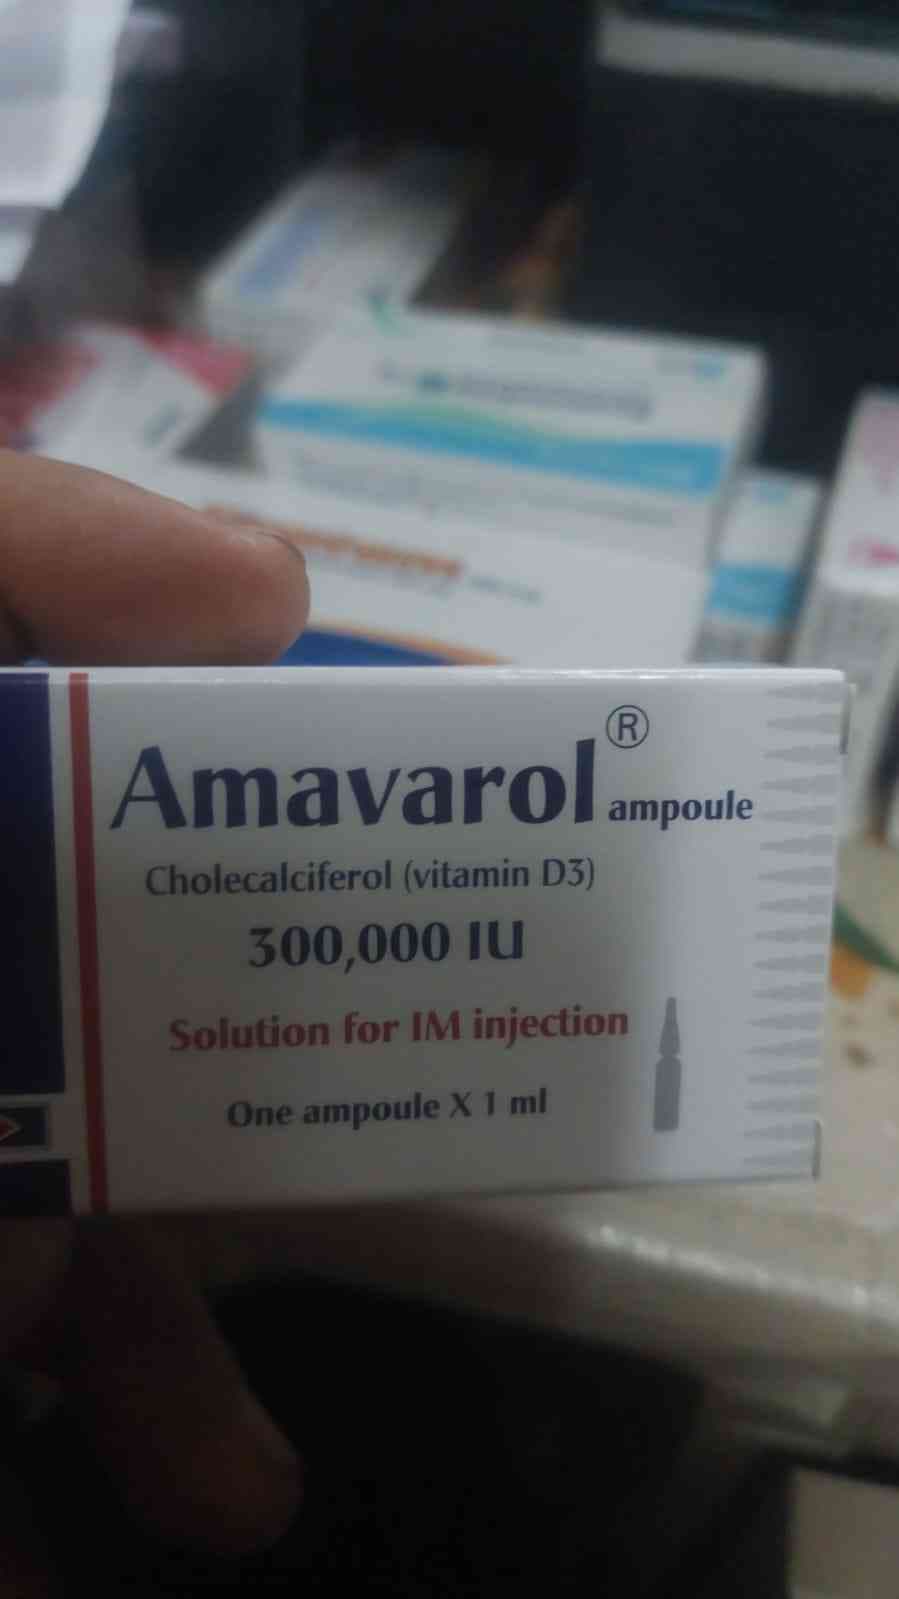 Amavarol® ampoule
Cholecalciferol (vitamin D3)
300,000 IU
Solution for IM injection
One ampoule X 1 ml